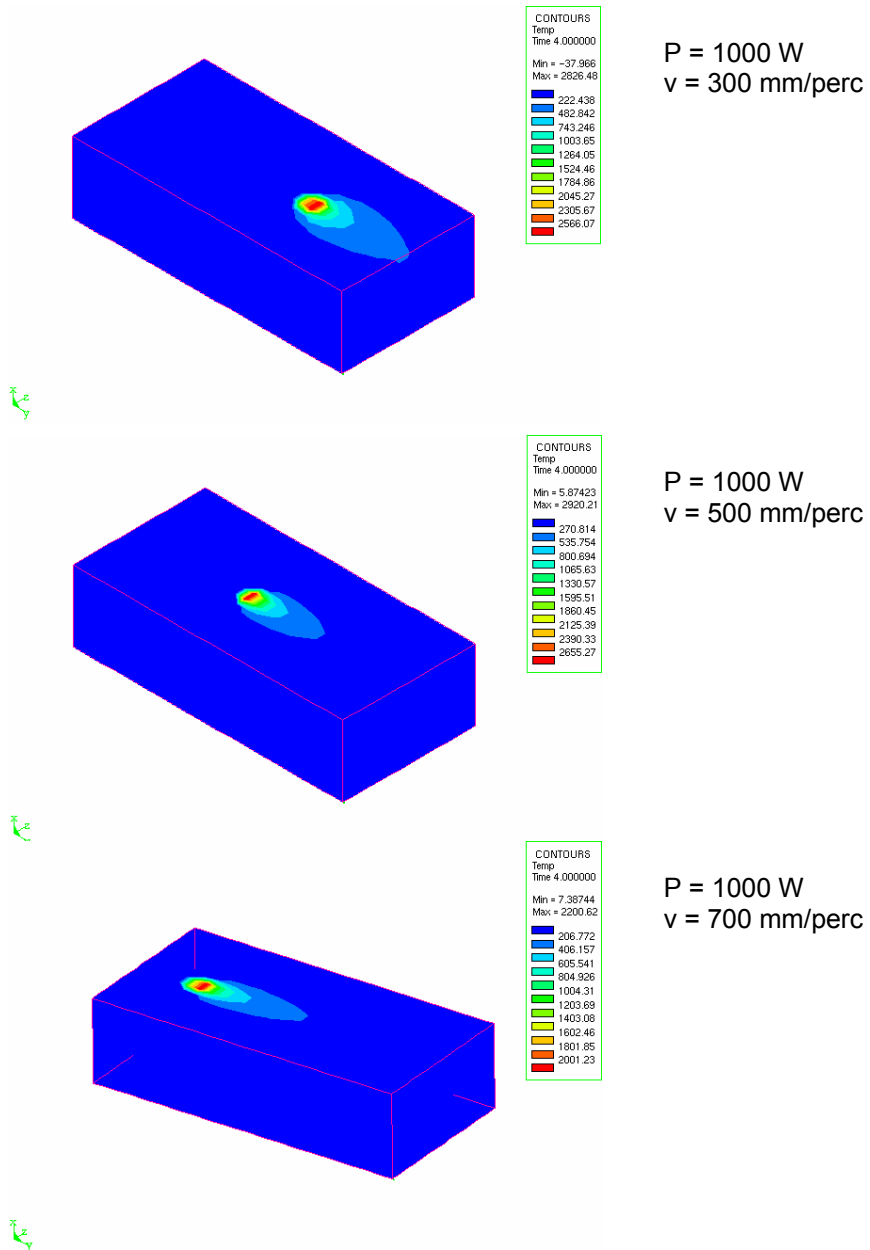 CONTOURS
Temp
Time 4.000000
Min = -37.966
Max = 2826.48
222.438
482.842
743.246
1003.65
1264.05
1524.46
1784.86
2045.27
2305.67
2566.07
P = 1000 W
v = 300 mm/perc
x
z
y
CONTOURS
Temp
Time 4.000000
Min = 5.87423
Max = 2920.21
270.814
535.754
800.694
1065.63
1330.57
1595.51
1860.45
2125.39
2390.33
2655.27
P = 1000 W
v = 500 mm/perc
x
z
CONTOURS
Temp
Time 4.000000
Min = 7.38744
Max = 2200.62
206.772
406.157
605.541
804.926
1004.31
1203.69
1403.08
1602.46
1801.85
2001.23
P = 1000 W
v = 700 mm/perc
x
z
y